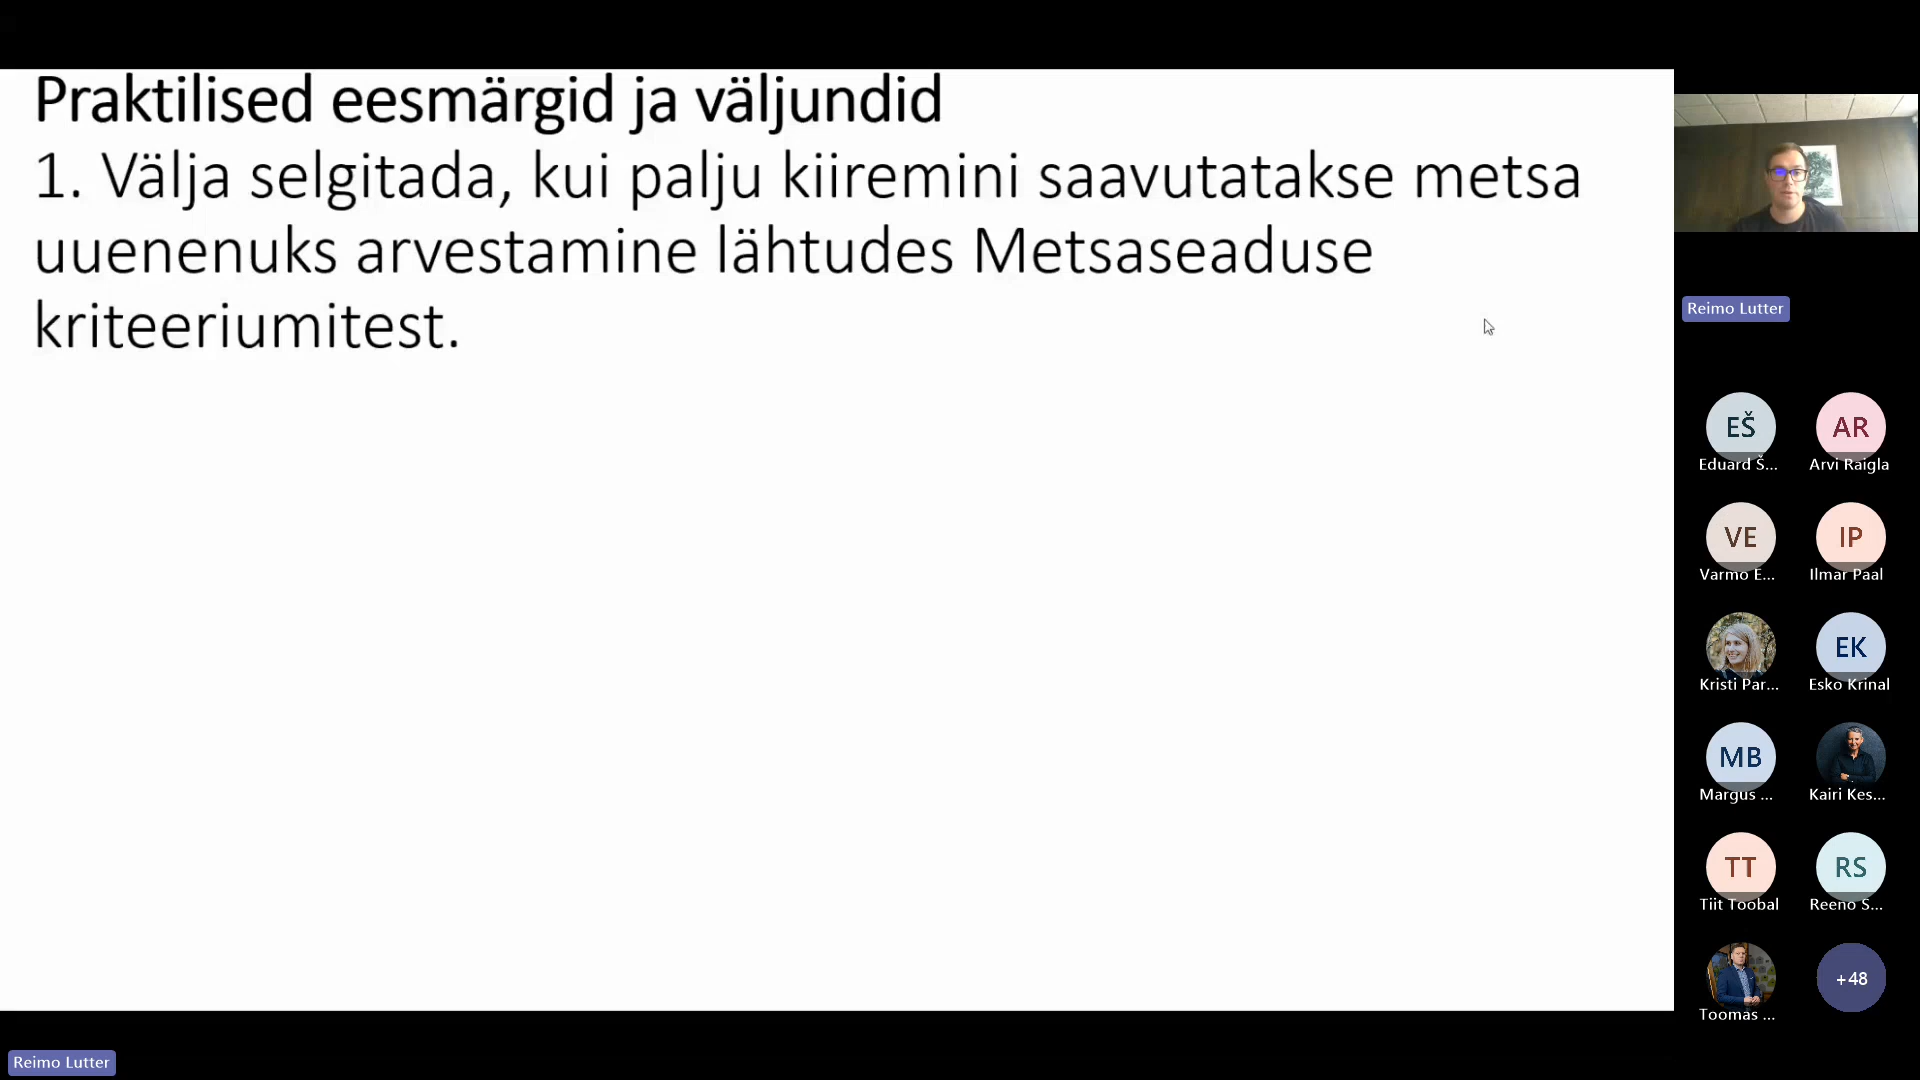 Praktilised eesmärgid ja väljundid
1. Välja selgitada, kui palju kiiremini saavutatakse metsa
uuenenuks arvestamine lähtudes Metsaseaduse
kriteeriumitest.
Reimo Lutter
EŠ
Eduard Š...
AR
Arvi Raigla
VE
Varmo E...
IP
Ilmar Paal
Kristi Par...
EK
Esko Krinal
MB
Margus ...
Kairi Kes...
TT
Tiit Toobal
RS
Reeno S...
Toomas ...
+48
Reimo Lutter